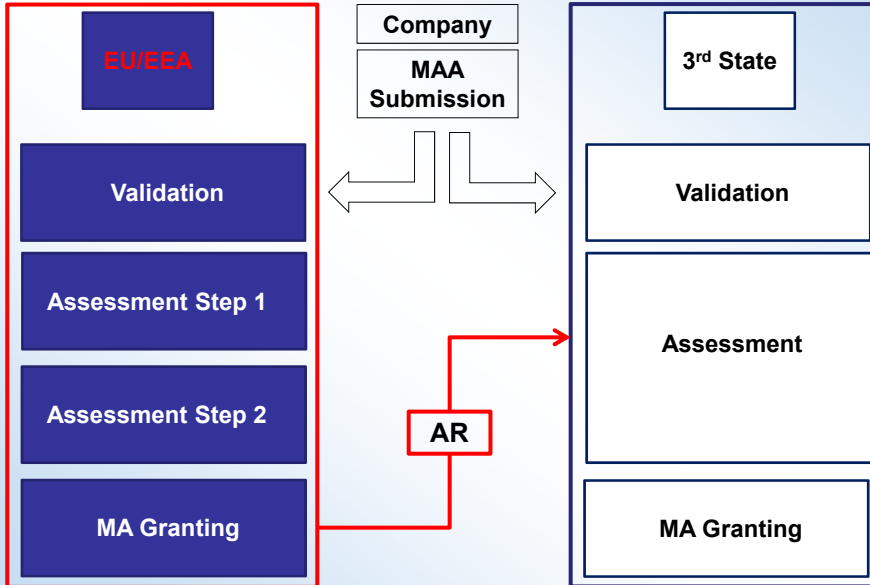 Company
MAA
Submission
EU/EEA
Validation
Assessment Step 1
Assessment Step 2
MA Granting
AR
3rd State
Validation
Assessment
MA Granting